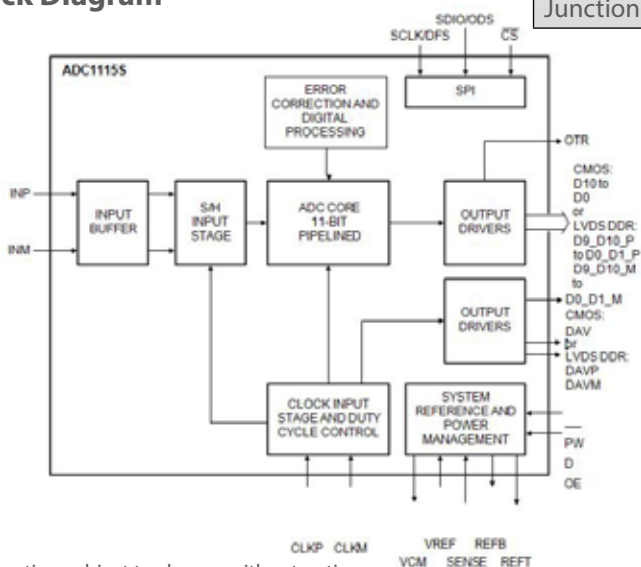 ck Diagram
Junction
SDIO/ODS
SCLK/DFS
CS
ADC1115S
ERROR
CORRECTION AND
DIGITAL
PROCESSING
SPI
OTR
INP
INM
INPUT
BUFFER
S/H
INPUT
STAGE
ADC CORE
11-BIT
PIPELINED
OUTPUT
DRIVERS
CMOS:
D10 to
D0
or
LVDS DDR:
D9_D10_P
to D0_D1_P
D9_D10_M
to
D0_D1_M
OUTPUT
DRIVERS
CMOS:
DAV
or
LVDS DDR:
DAVP
DAVM
CLOCK INPUT
STAGE AND DUTY
CYCLE CONTROL
SYSTEM
REFERENCE AND
POWER
MANAGEMENT
PW
D
OE
CLKP CLKM
VREF REFB
VCM SENSE REFT